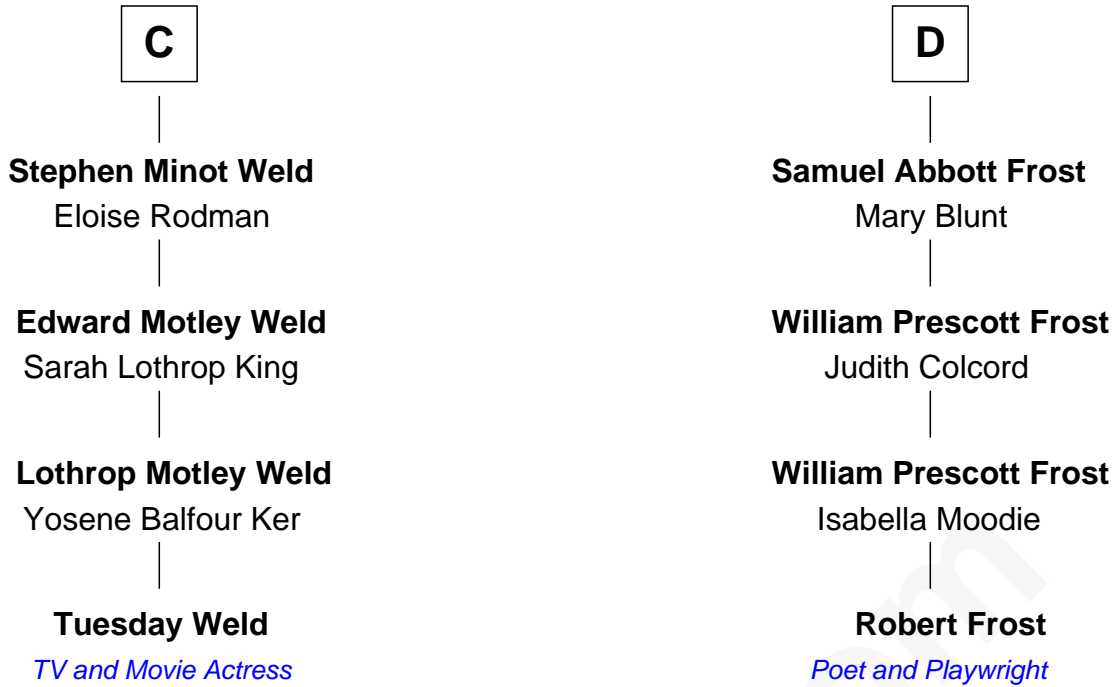 C
Stephen Minot Weld
Eloise Rodman
Edward Motley Weld
Sarah Lothrop King
Lothrop Motley Weld
Yosene Balfour Ker
Tuesday Weld
TV and Movie Actress
D
Samuel Abbott Frost
Mary Blunt
William Prescott Frost
Judith Colcord
William Prescott Frost
Isabella Moodie
Robert Frost
Poet and Playwright